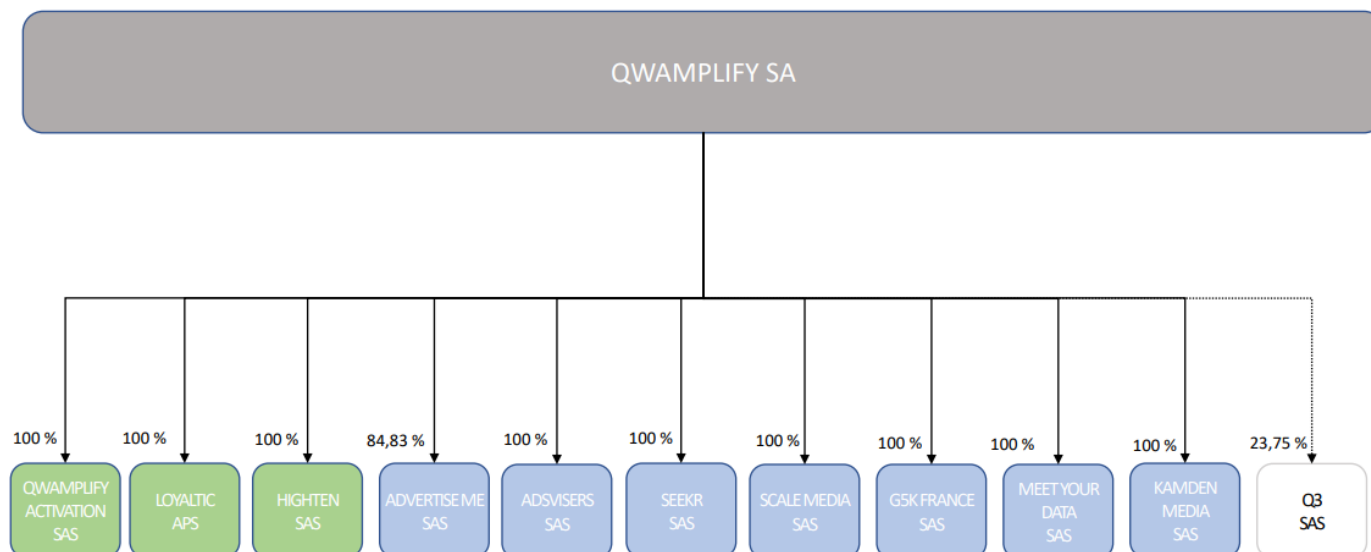 QWAMPLIFY SA
100 %
100 %
100 %
84,83 %
100 %
100 %
100 %
100 %
100 %
100 %
23,75 %
QWAMPLIFY
ACTIVATION
SAS
LOYALTIC
APS
HIGHTEN
SAS
ADVERTISE ME
SAS
ADSVISERS
SAS
SEEKR
SAS
SCALE MEDIA
SAS
G5K FRANCE
SAS
MEET YOUR
DATA
SAS
KAMDEN
MEDIA
SAS
Q3
SAS